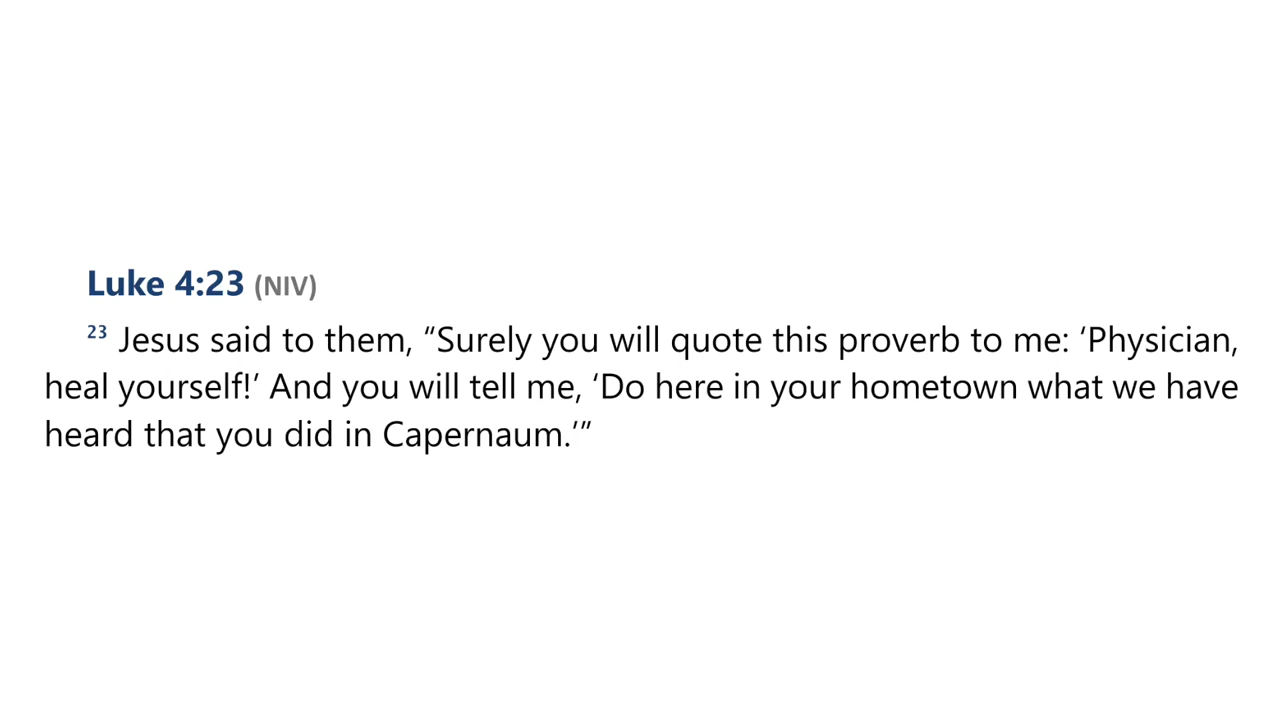 Luke 4:23 (NIV)
23 Jesus said to them, “Surely you will quote this proverb to me: ‘Physician,
heal yourself!’ And you will tell me, ‘Do here in your hometown what we have
heard that you did in Capernaum.’”